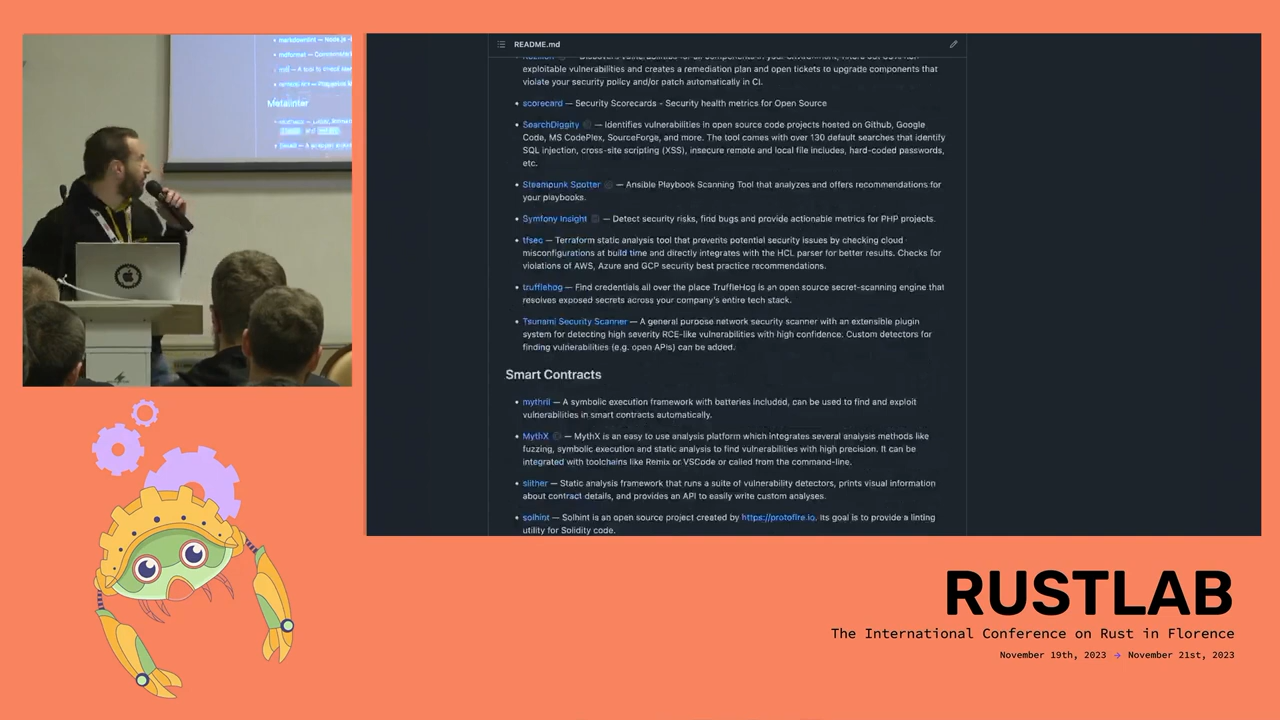 markdownlint — Node.js
mdformat — CommonMark
mdl — A tool to check
Metalinter
README.md
exploitable vulnerabilities and creates a remediation plan and open tickets to upgrade components that
violate your security policy and/or patch automatically in CI.
• scorecard — Security Scorecards - Security health metrics for Open Source
• SearchDiggity — Identifies vulnerabilities in open source code projects hosted on Github, Google
Code, MS CodePlex, SourceForge, and more. The tool comes with over 130 default searches that identify
SQL injection, cross-site scripting (XSS), insecure remote and local file includes, hard-coded passwords,
etc.
• Steampunk Spotter — Ansible Playbook Scanning Tool that analyzes and offers recommendations for
your playbooks.
• Symfony Insight — Detect security risks, find bugs and provide actionable metrics for PHP projects.
• tfsec — Terraform static analysis tool that prevents potential security issues by checking cloud
misconfigurations at build time and directly integrates with the HCL parser for better results. Checks for
violations of AWS, Azure and GCP security best practice recommendations.
• trufflehog — Find credentials all over the place TruffleHog is an open source secret-scanning engine that
resolves exposed secrets across your company's entire tech stack.
• Tsunami Security Scanner — A general purpose network security scanner with an extensible plugin
system for detecting high severity RCE-like vulnerabilities with high confidence. Custom detectors for
finding vulnerabilities (e.g. open APIs) can be added.
Smart Contracts
• mythril — A symbolic execution framework with batteries included, can be used to find and exploit
vulnerabilities in smart contracts automatically.
• MythX — MythX is an easy to use analysis platform which integrates several analysis methods like
fuzzing, symbolic execution and static analysis to find vulnerabilities with high precision. It can be
integrated with toolchains like Remix or VSCode or called from the command-line.
• slither — Static analysis framework that runs a suite of vulnerability detectors, prints visual information
about contract details, and provides an API to easily write custom analyses.
• solhint — Solhint is an open source project created by https://protofire.io. Its goal is to provide a linting
utility for Solidity code.
RUSTLAB
The International Conference on Rust in Florence
November 19th, 2023 → November 21st, 2023